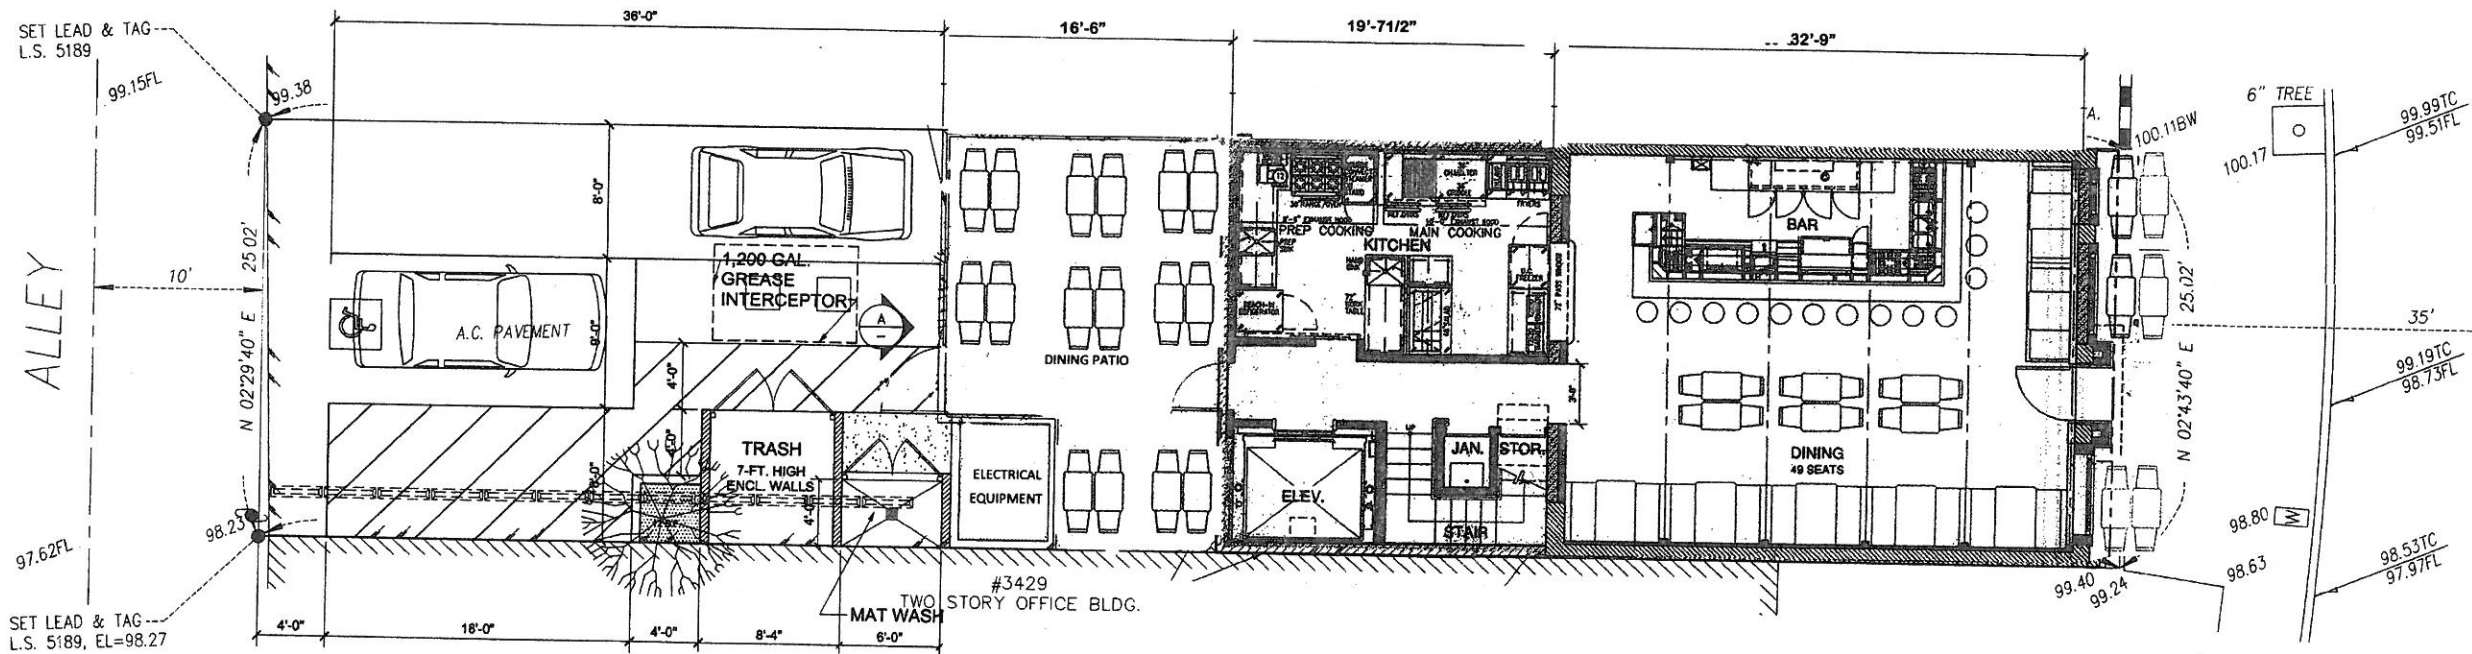 36'-0"
16'-6"
19'-71/2"
32'-9"
SET LEAD & TAG
L.S. 5189
99.15FL
99.38
6" TREE
99.99TC
99.51FL
A.
100.11BW
100.17
8'-0"
N 02°29'40" E 25 02'
10'
ALLEY
1,200 GAL.
GREASE
INTERCEPTOR
A
A.C. PAVEMENT
9'-0"
DINING PATIO
PREP COOKING
MAIN COOKING
KITCHEN
BAR
N 02°43'40" E 25.02'
35'
99.19TC
98.73FL
4'-0"
4'-0"
TRASH
7-FT. HIGH
ENCL. WALLS
4'-0"
ELECTRICAL
EQUIPMENT
ELEV.
JAN.
STOR.
STAIR
DINING
49 SEATS
98.23
97.62FL
98.80
W
98.53TC
97.97FL
98.63
99.40
99.24
#3429
TWO STORY OFFICE BLDG.
MAT WASH
SET LEAD & TAG
L.S. 5189, EL=98.27
4'-0"
18'-0"
4'-0"
8'-4"
6'-0"